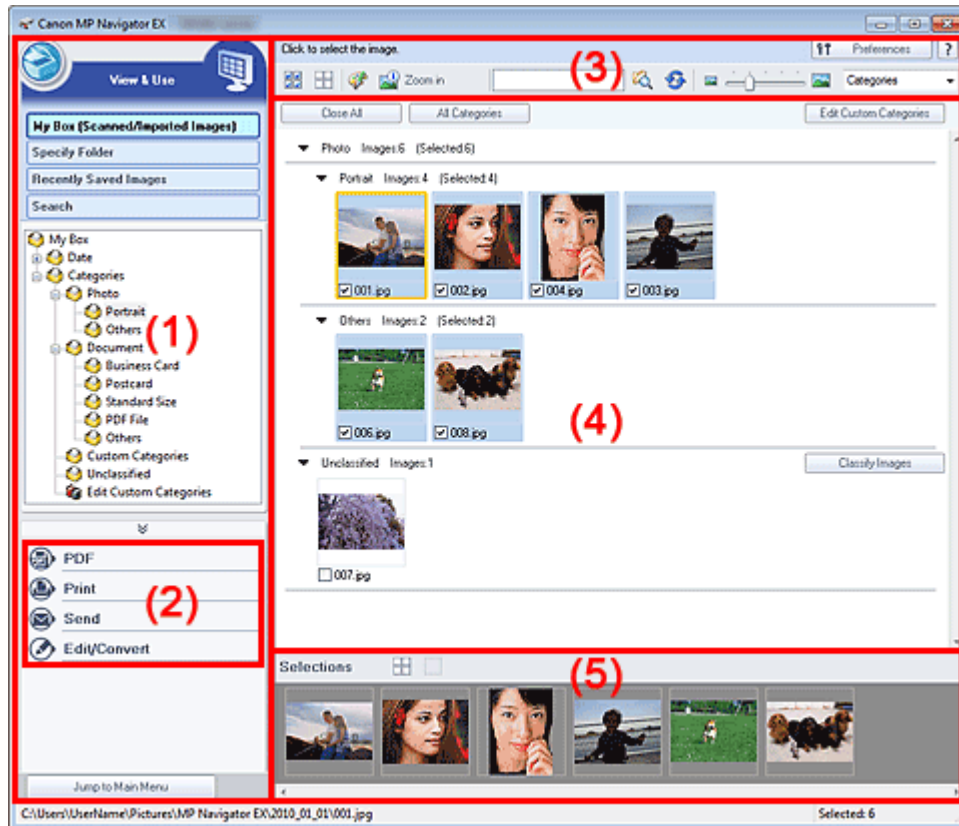 Canon MP Navigator EX
View & Use
My Box (Scanned/Imported Images)
Specify Folder
Recently Saved Images
Search
My Box
Date
Categories
Photo
Portrait
Others
(1)
Document
Business Card
Postcard
Standard Size
PDF File
Others
Custom Categories
Unclassified
Edit Custom Categories
PDF
Print
(2)
Send
Edit/Convert
Jump to Main Menu
Click to select the image.
Preferences
?
(3)
Zoom in
Categories
Close All
All Categories
Edit Custom Categories
Photo Images:6 (Selected:6)
Portrait Images:4 (Selected:4)
001.jpg
002.jpg
004.jpg
003.jpg
Others Images:2 (Selected:2)
006.jpg
008.jpg
(4)
Unclassified Images:1
Classify Images
007.jpg
Selections
(5)
C:\Users\UserName\Pictures\MP Navigator EX\2010_01_01\001.jpg
Selected: 6